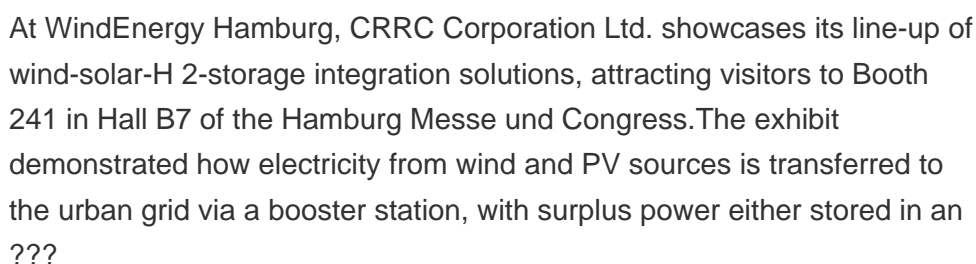 At WindEnergy Hamburg, CRRC Corporation Ltd. showcases its line-up of
wind-solar-H 2-storage integration solutions, attracting visitors to Booth
241 in Hall B7 of the Hamburg Messe und Congress.The exhibit
demonstrated how electricity from wind and PV sources is transferred to
the urban grid via a booster station, with surplus power either stored in an
???